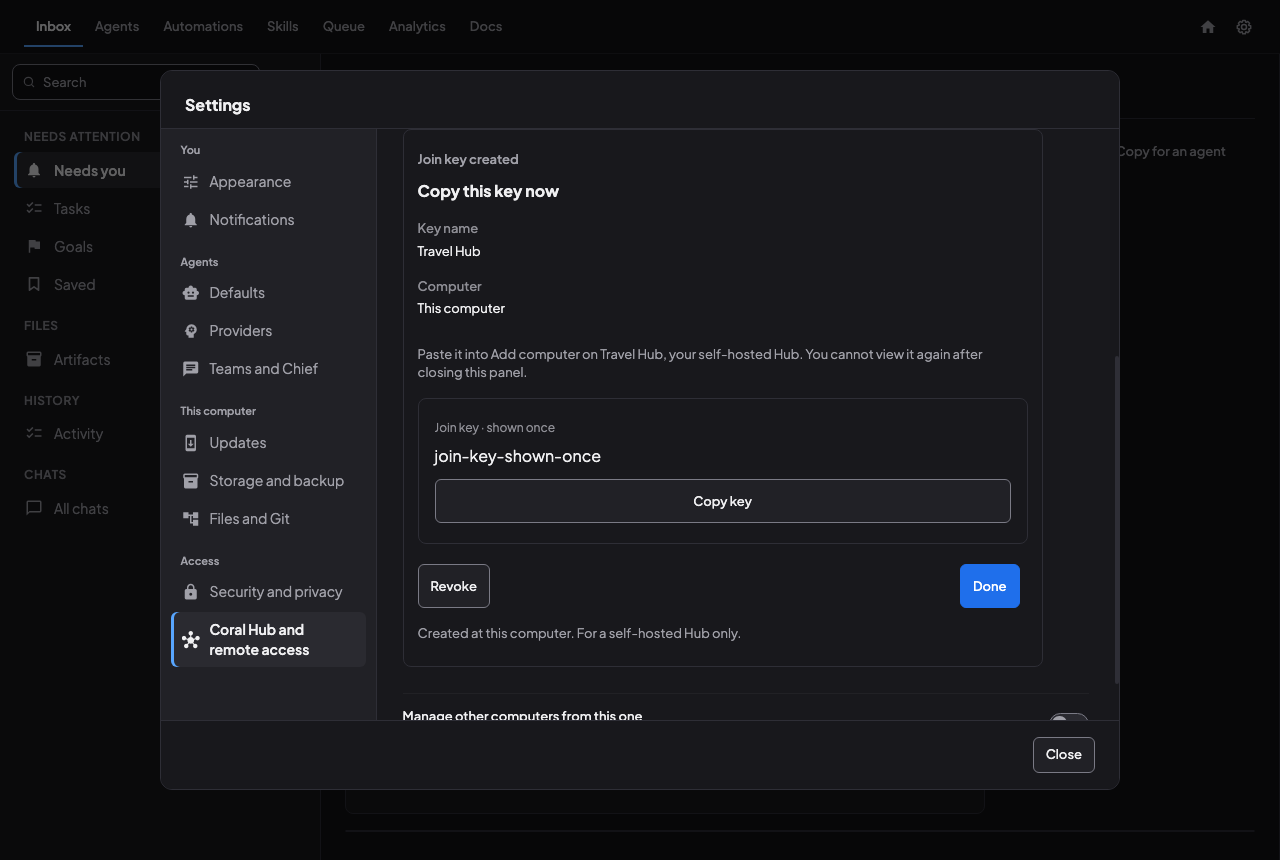 Inbox
Agents
Automations
Skills
Queue
Analytics
Docs
Search
NEEDS ATTENTION
Needs you
Tasks
Goals
Saved
FILES
Artifacts
HISTORY
Activity
CHATS
All chats
Copy for an agent
Settings
You
Appearance
Notifications
Agents
Defaults
Providers
Teams and Chief
This computer
Updates
Storage and backup
Files and Git
Access
Security and privacy
Coral Hub and
remote access
Join key created
Copy this key now
Key name
Travel Hub
Computer
This computer
Paste it into Add computer on Travel Hub, your self-hosted Hub. You cannot view it again after
closing this panel.
Join key · shown once
join-key-shown-once
Copy key
Revoke
Done
Created at this computer. For a self-hosted Hub only.
Manage other computers from this one
Close